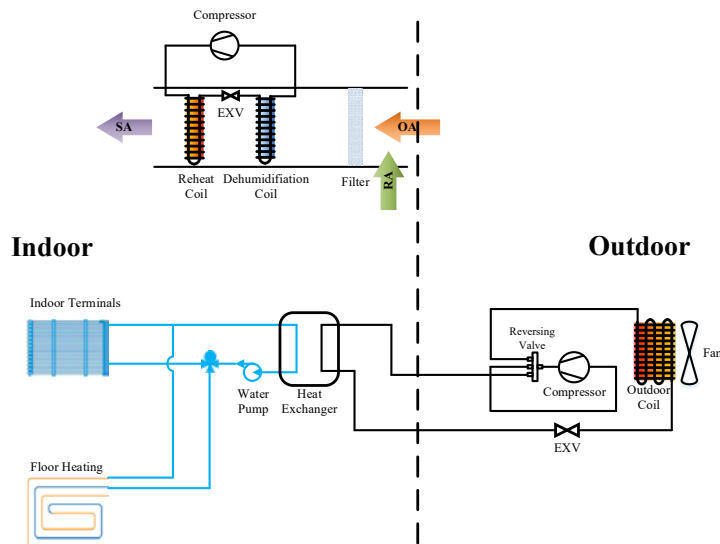 Compressor
SA
EXV
OA
RA
Reheat
Coil
Dehumidifiation
Coil
Filter
Indoor
Outdoor
Indoor Terminals
Reversing
Valve
Fan
Water
Pump
Heat
Exchanger
Compressor
Outdoor
Coil
EXV
Floor Heating